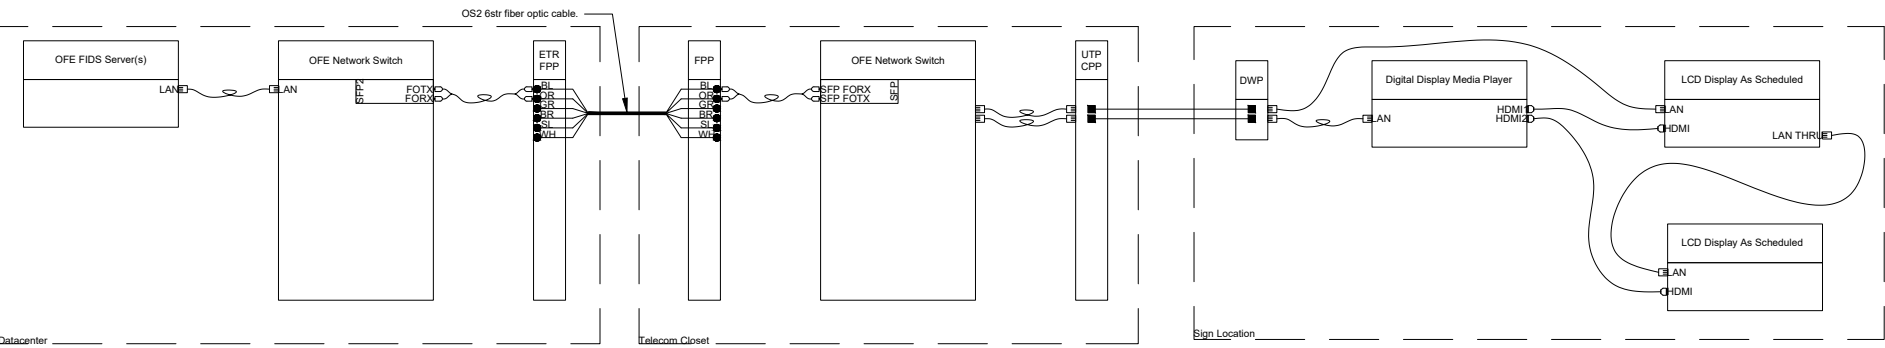 OS2 6str fiber optic cable.
OFE FIDS Server(s)
LAN
OFE Network Switch
LAN
SFP2
FOTX
FORX
ETR
FPP
BL
OR
GR
BR
SL
WH
Datacenter
FPP
BL
OR
GR
BR
SL
WH
OFE Network Switch
SFP FORX
SFP FOTX
SFP
UTP
CPP
Telecom Closet
DWP
Digital Display Media Player
LAN
HDMI1
HDMI2
LCD Display As Scheduled
LAN
HDMI
LAN THRU
LCD Display As Scheduled
LAN
HDMI
Sign Location